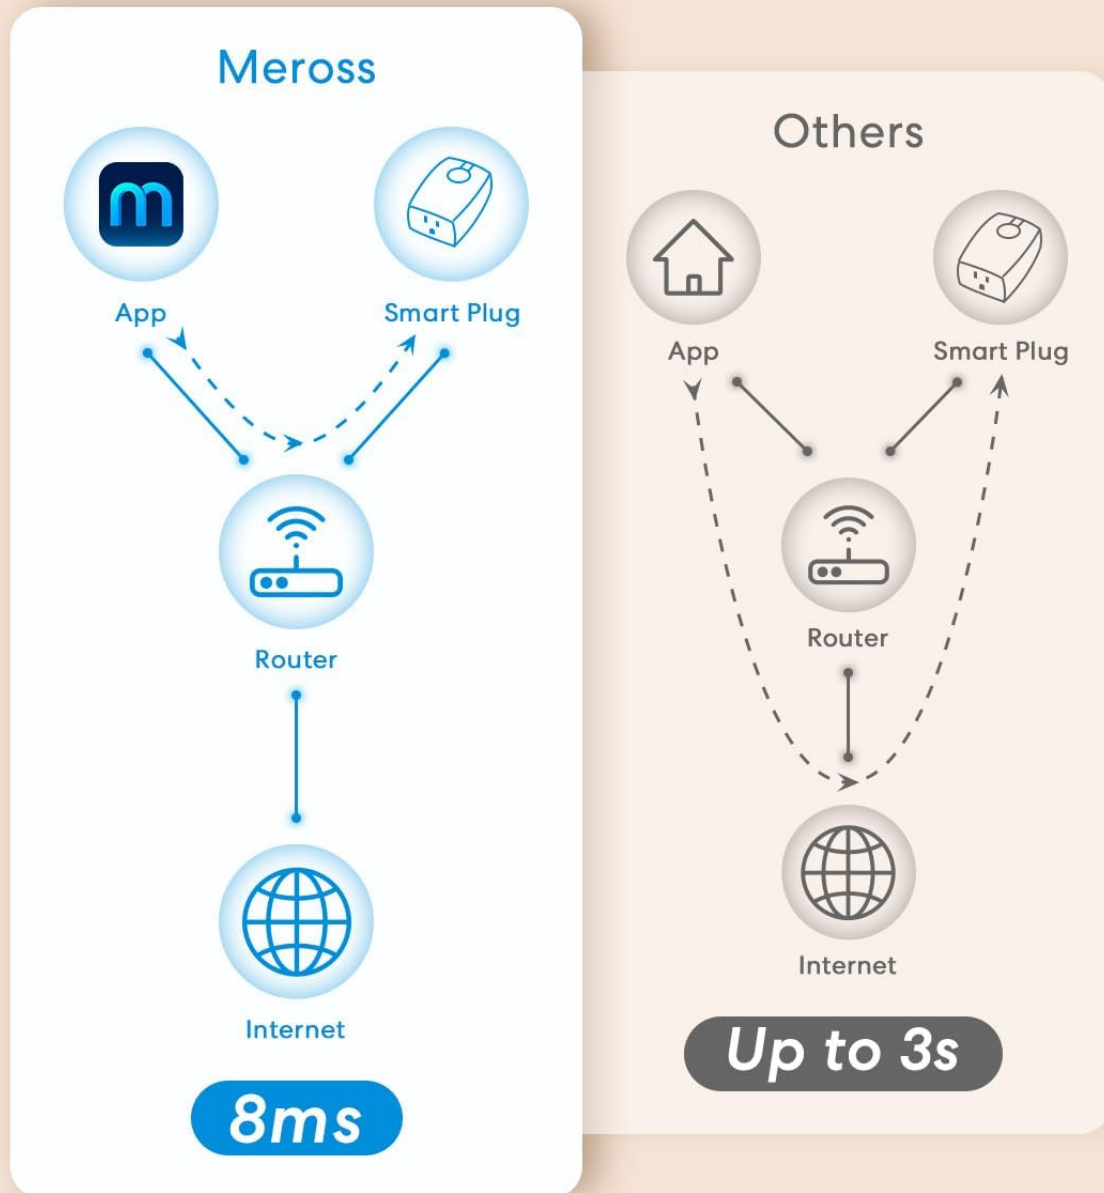 Meross
App
Smart Plug
Router
Internet
8ms
Others
App
Smart Plug
Router
Internet
Up to 3s